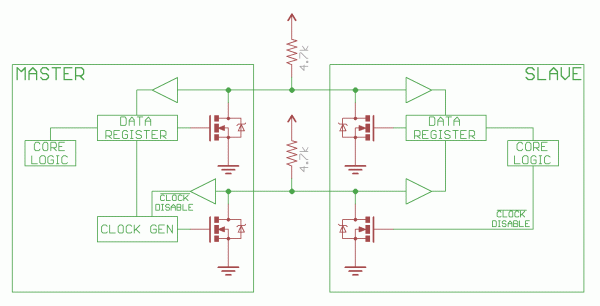 4.7k
MASTER
SLAVE
DATA
REGISTER
DATA
REGISTER
CORE
LOGIC
4.7k
CORE
LOGIC
CLOCK
DISABLE
CLOCK GEN
CLOCK
DISABLE